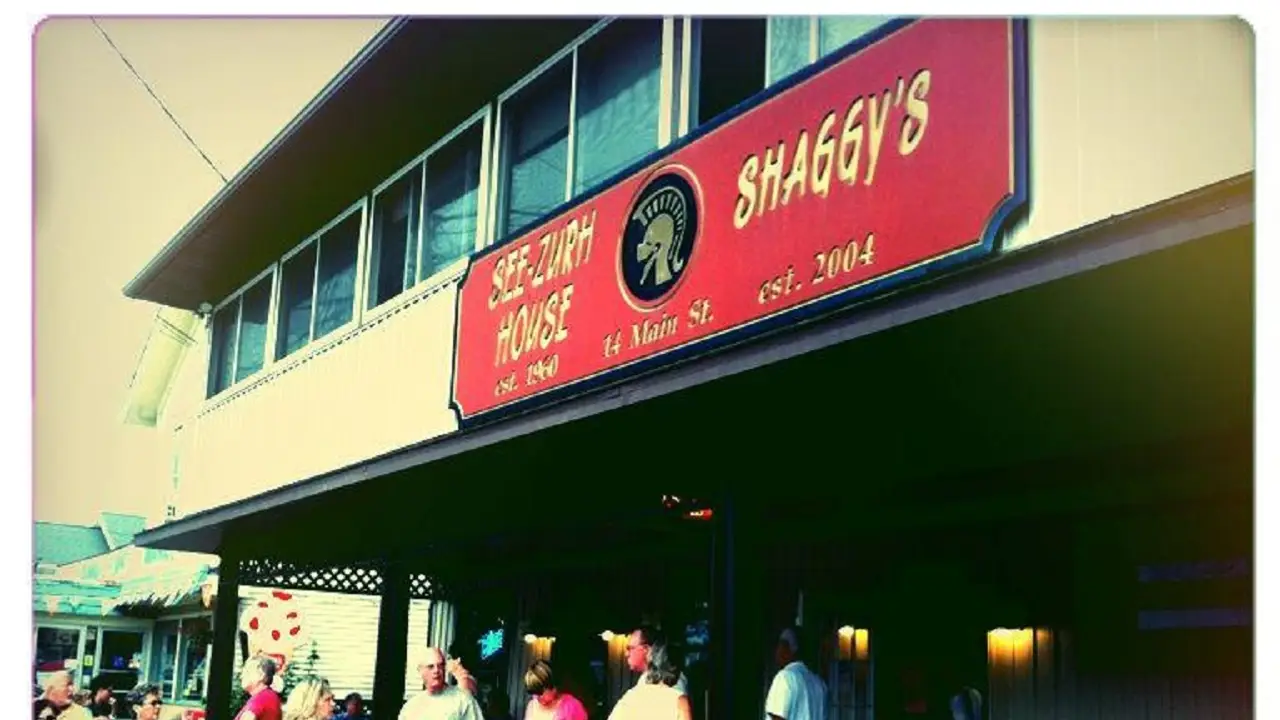 SEE-ZURH
HOUSE
est. 1960
14 Main St.
SHAGGY'S
est. 2004